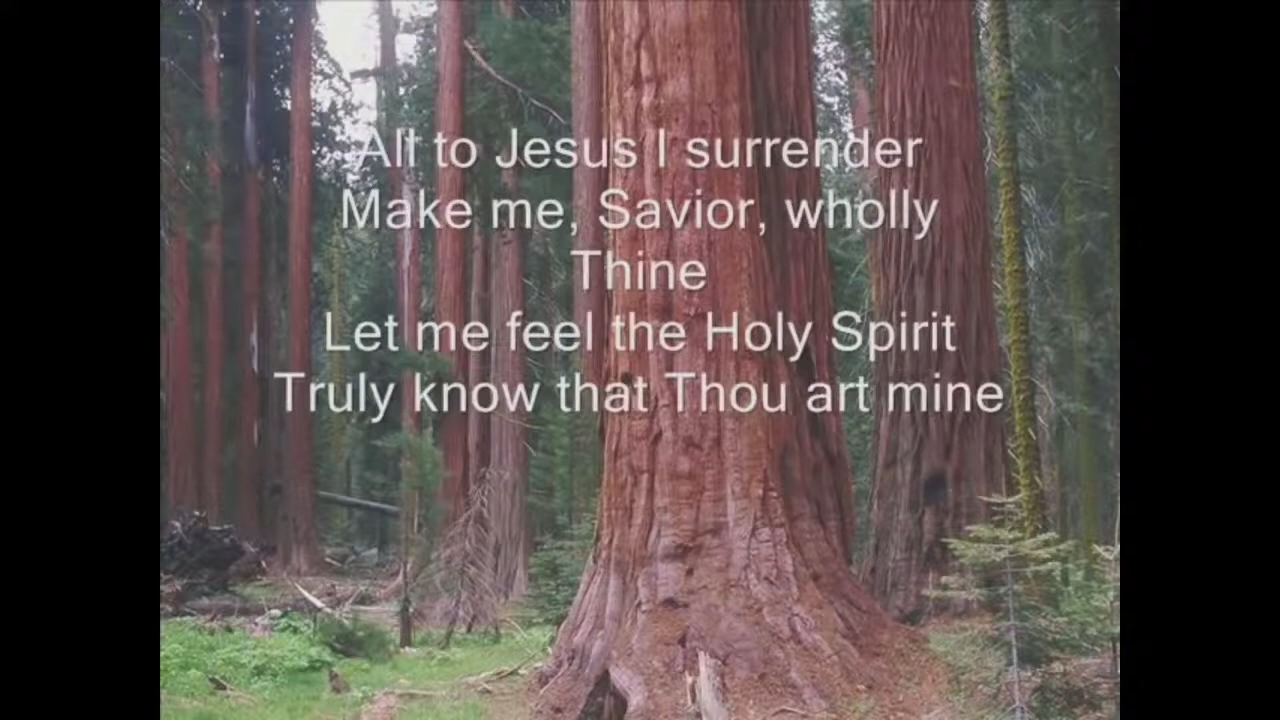 All to Jesus I surrender
Make me, Savior, wholly
Thine
Let me feel the Holy Spirit
Truly know that Thou art mine